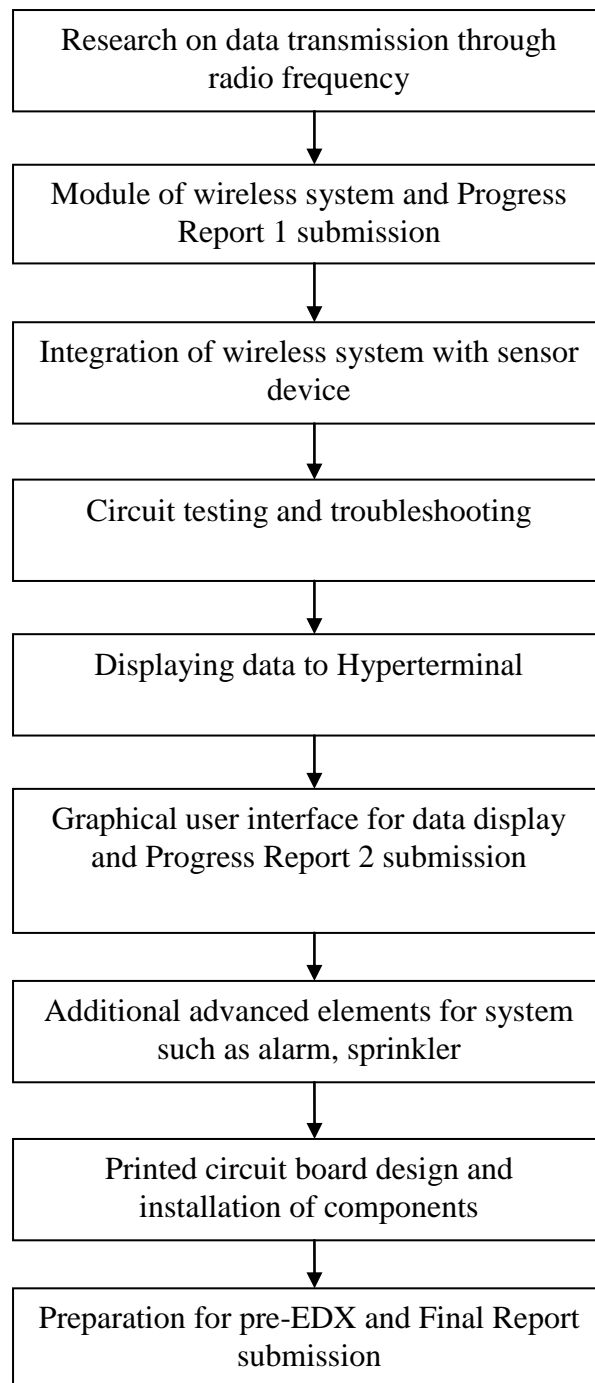 Research on data transmission through
radio frequency
Module of wireless system and Progress
Report 1 submission
Integration of wireless system with sensor
device
Circuit testing and troubleshooting
Displaying data to Hyperterminal
Graphical user interface for data display
and Progress Report 2 submission
Additional advanced elements for system
such as alarm, sprinkler
Printed circuit board design and
installation of components
Preparation for pre-EDX and Final Report
submission